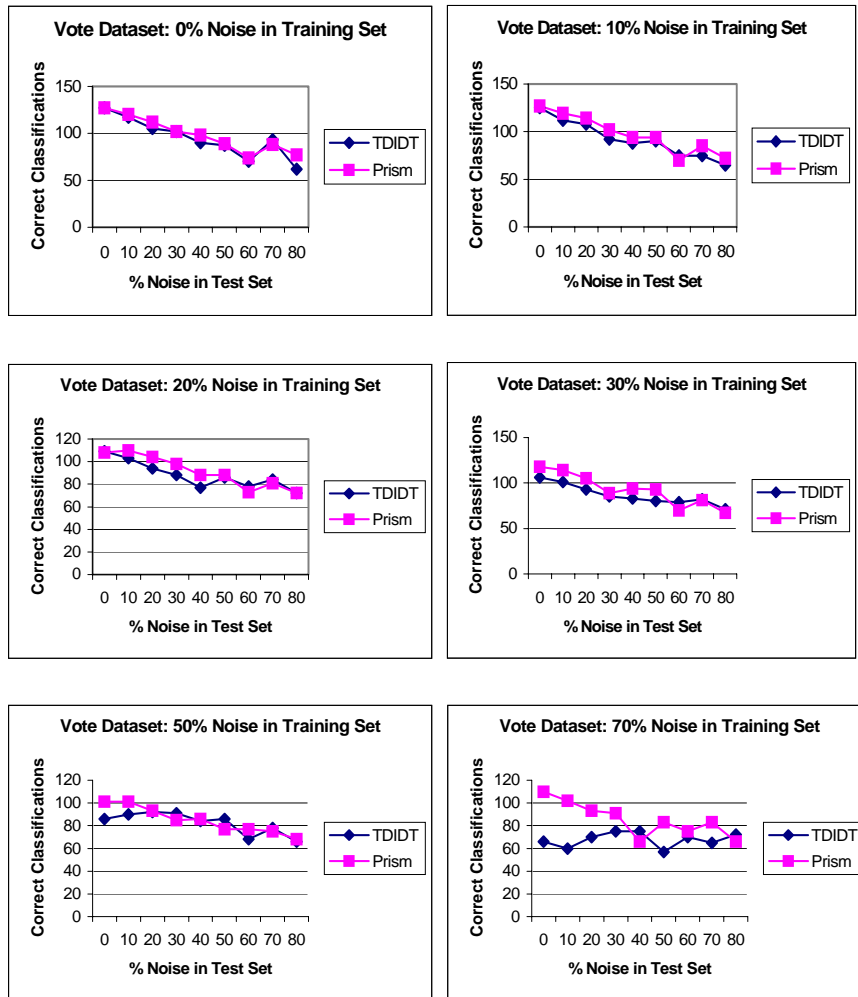 Vote Dataset: 0% Noise in Training Set
Correct Classifications
150
100
50
0
0 10 20 30 40 50 60 70 80
% Noise in Test Set
TDIDT
Prism
Vote Dataset: 10% Noise in Training Set
Correct Classifications
150
100
50
0
0 10 20 30 40 50 60 70 80
% Noise in Test Set
TDIDT
Prism
Vote Dataset: 20% Noise in Training Set
Correct Classifications
120
100
80
60
40
20
0
0 10 20 30 40 50 60 70 80
% Noise in Test Set
TDIDT
Prism
Vote Dataset: 30% Noise in Training Set
Correct Classifications
150
100
50
0
0 10 20 30 40 50 60 70 80
% Noise in Test Set
TDIDT
Prism
Vote Dataset: 50% Noise in Training Set
Correct Classifications
120
100
80
60
40
20
0
0 10 20 30 40 50 60 70 80
% Noise in Test Set
TDIDT
Prism
Vote Dataset: 70% Noise in Training Set
Correct Classifications
120
100
80
60
40
20
0
0 10 20 30 40 50 60 70 80
% Noise in Test Set
TDIDT
Prism